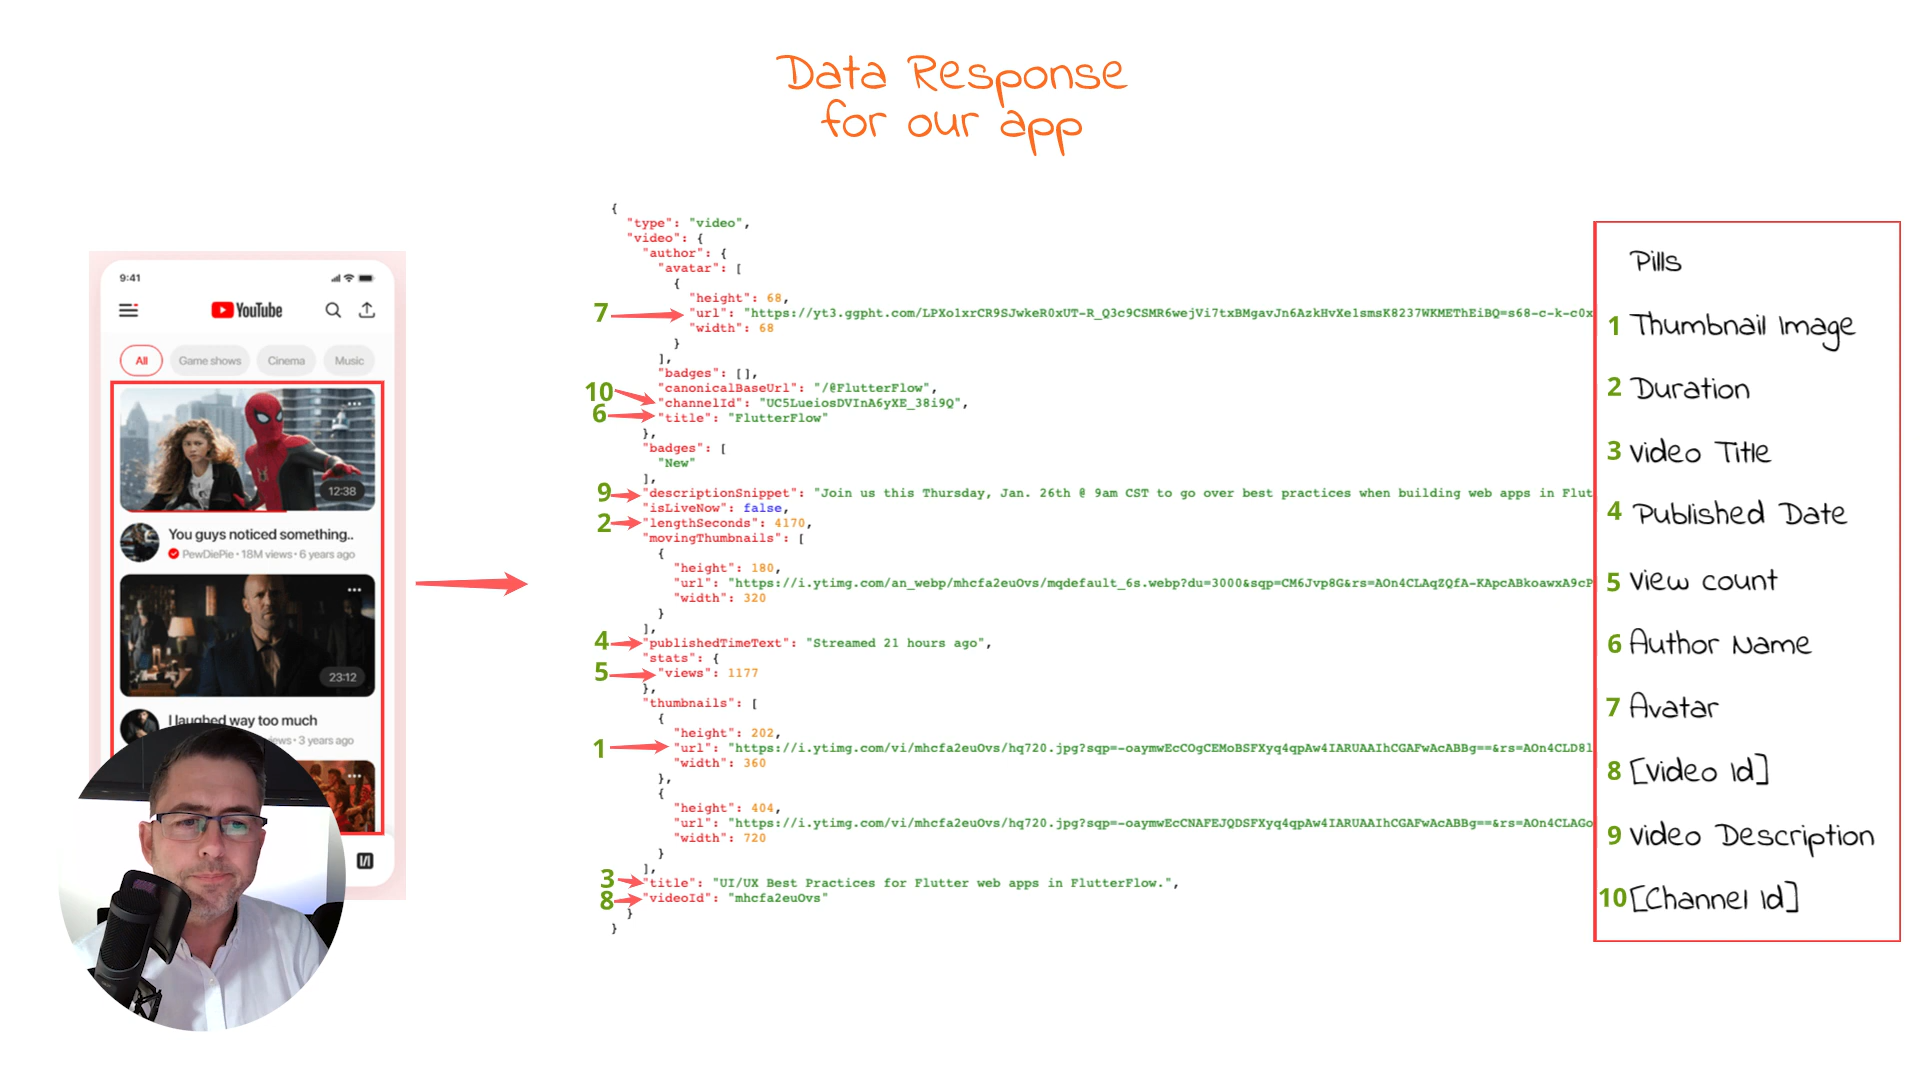 Data Response
for our app
9:41
YouTube
All
Game shows
Cinema
Music
12:38
You guys noticed something..
PewDiePie • 18M views • 6 years ago
23:12
I laughed way too much
views • 3 years ago
{
"type": "video",
"video": {
"author": {
"avatar": [
{
"height": 68,
7 "url": "https://yt3.ggpht.com/LPXo1xrCR9SJwkeR0xUT-R_Q3c9CSMR6wejVi7txBMgavJn6AzkHvXe1smsK8237WKMEThEiBQ=s68-c-k-c0x
"width": 68
}
],
"badges": [],
"canonicalBaseUrl": "/@FlutterFlow",
10 "channelId": "UC5LueiosDVInA6yXE_38i9Q",
6 "title": "FlutterFlow"
},
"badges": [
"New"
],
9 "descriptionSnippet": "Join us this Thursday, Jan. 26th @ 9am CST to go over best practices when building web apps in Flut
"isLiveNow": false,
2 "lengthSeconds": 4170,
"movingThumbnails": [
{
"height": 180,
"url": "https://i.ytimg.com/an_webp/mhcfa2euOvs/mqdefault_6s.webp?du=3000&sqp=CM6Jvp8G&rs=AOn4CLAqZQfA-KApcABkoawxA9cP
"width": 320
}
],
4 "publishedTimeText": "Streamed 21 hours ago",
"stats": {
5 "views": 1177
},
"thumbnails": [
{
"height": 202,
1 "url": "https://i.ytimg.com/vi/mhcfa2euOvs/hq720.jpg?sqp=-oaymwEcCOgCEMoBSFXyq4qpAw4IARUAAIhCGAFwAcABBg==&rs=AOn4CLD8l
"width": 360
},
{
"height": 404,
"url": "https://i.ytimg.com/vi/mhcfa2euOvs/hq720.jpg?sqp=-oaymwEcCNAFEJQDSFXyq4qpAw4IARUAAIhCGAFwAcABBg==&rs=AOn4CLAGo
"width": 720
}
],
3 "title": "UI/UX Best Practices for Flutter web apps in FlutterFlow.",
8 "videoId": "mhcfa2euOvs"
}
}
Pills
1 Thumbnail Image
2 Duration
3 Video Title
4 Published Date
5 View count
6 Author Name
7 Avatar
8 [Video Id]
9 Video Description
10 [Channel Id]